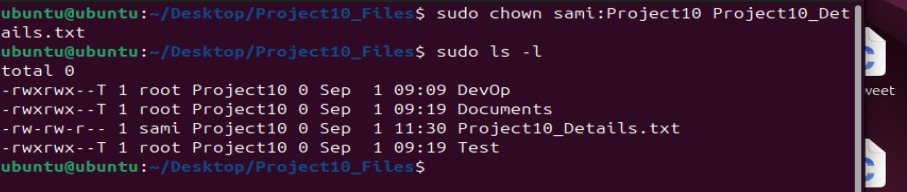 ubuntu@ubuntu:~/Desktop/Project10_Files$ sudo chown sami:Project10 Project10_Det
ails.txt
ubuntu@ubuntu:~/Desktop/Project10_Files$ sudo ls -l
total 0
-rwxrwx--T 1 root Project10 0 Sep  1 09:09 DevOp
-rwxrwx--T 1 root Project10 0 Sep  1 09:19 Documents
-rw-rw-r-- 1 sami Project10 0 Sep  1 11:30 Project10_Details.txt
-rwxrwx--T 1 root Project10 0 Sep  1 09:19 Test
ubuntu@ubuntu:~/Desktop/Project10_Files$
weet